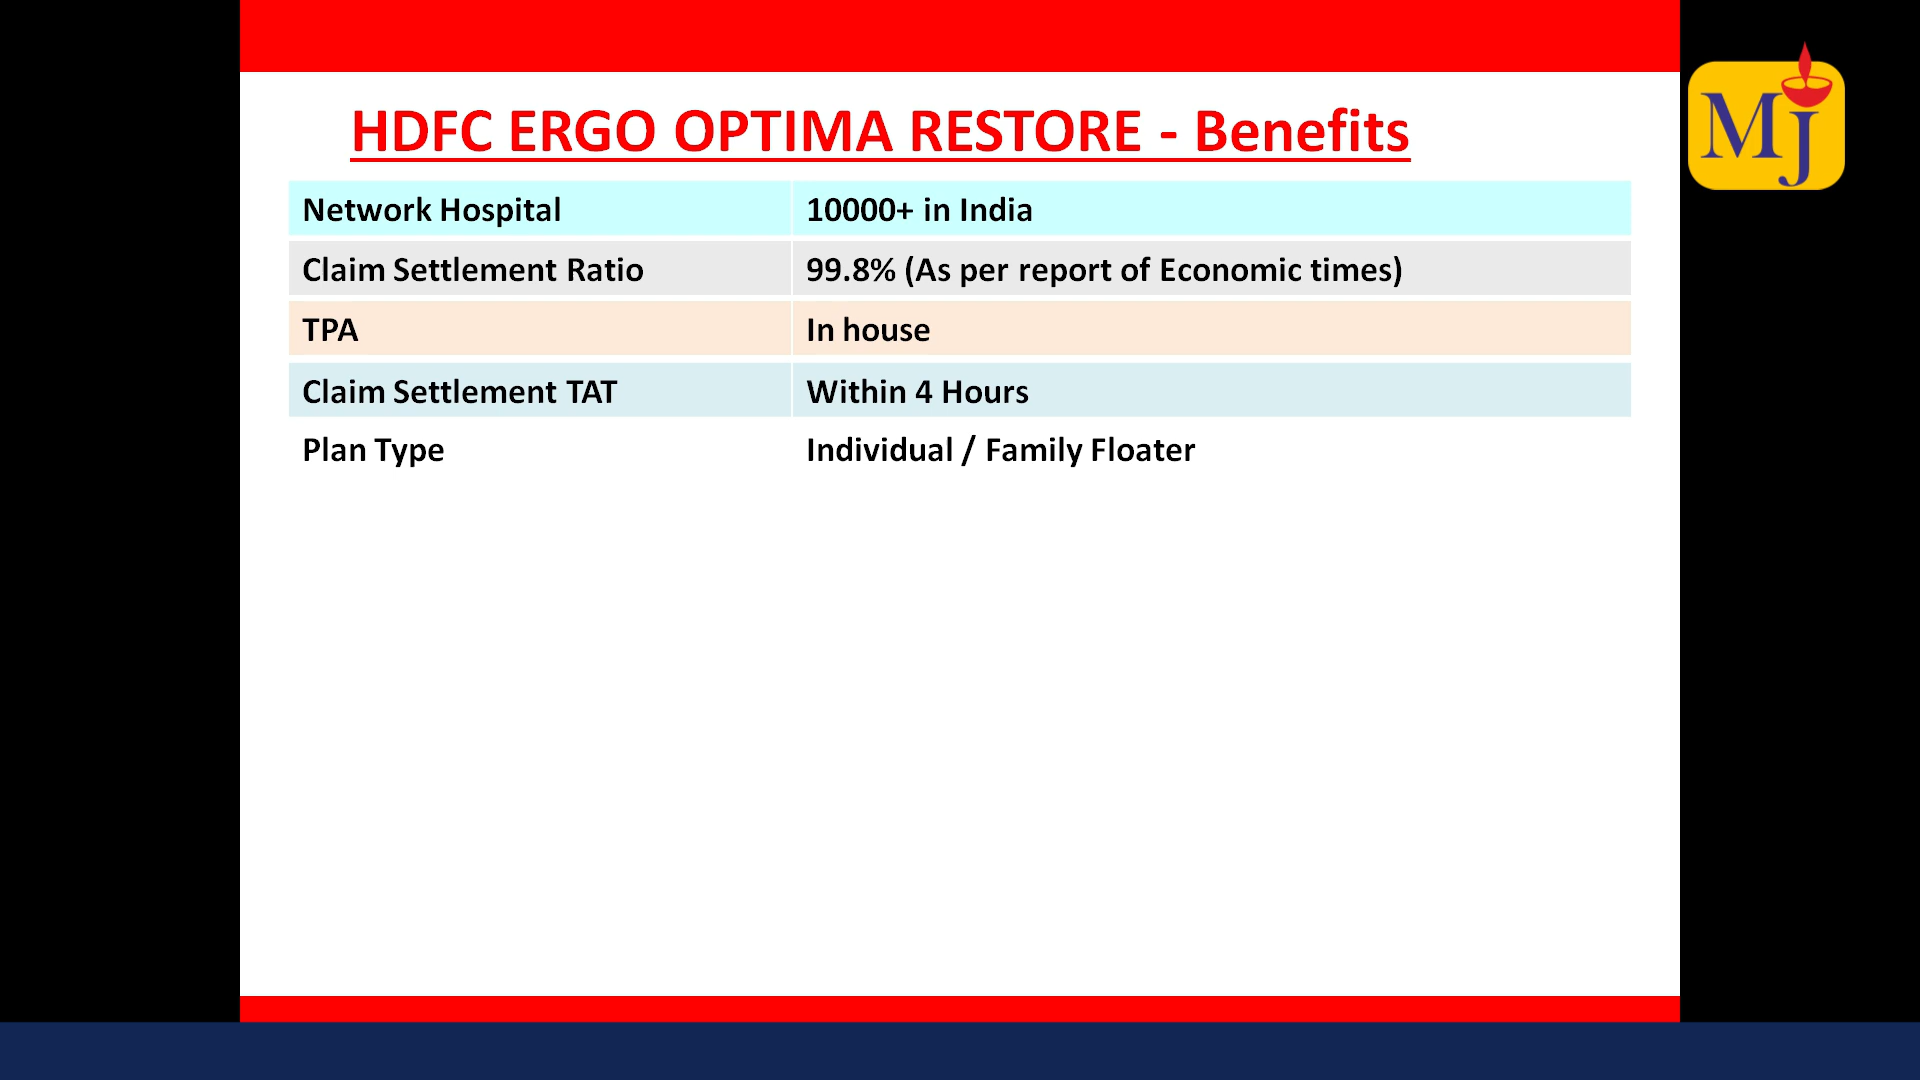 MJ
HDFC ERGO OPTIMA RESTORE - Benefits
Network Hospital 10000+ in India
Claim Settlement Ratio 99.8% (As per report of Economic times)
TPA In house
Claim Settlement TAT Within 4 Hours
Plan Type Individual / Family Floater